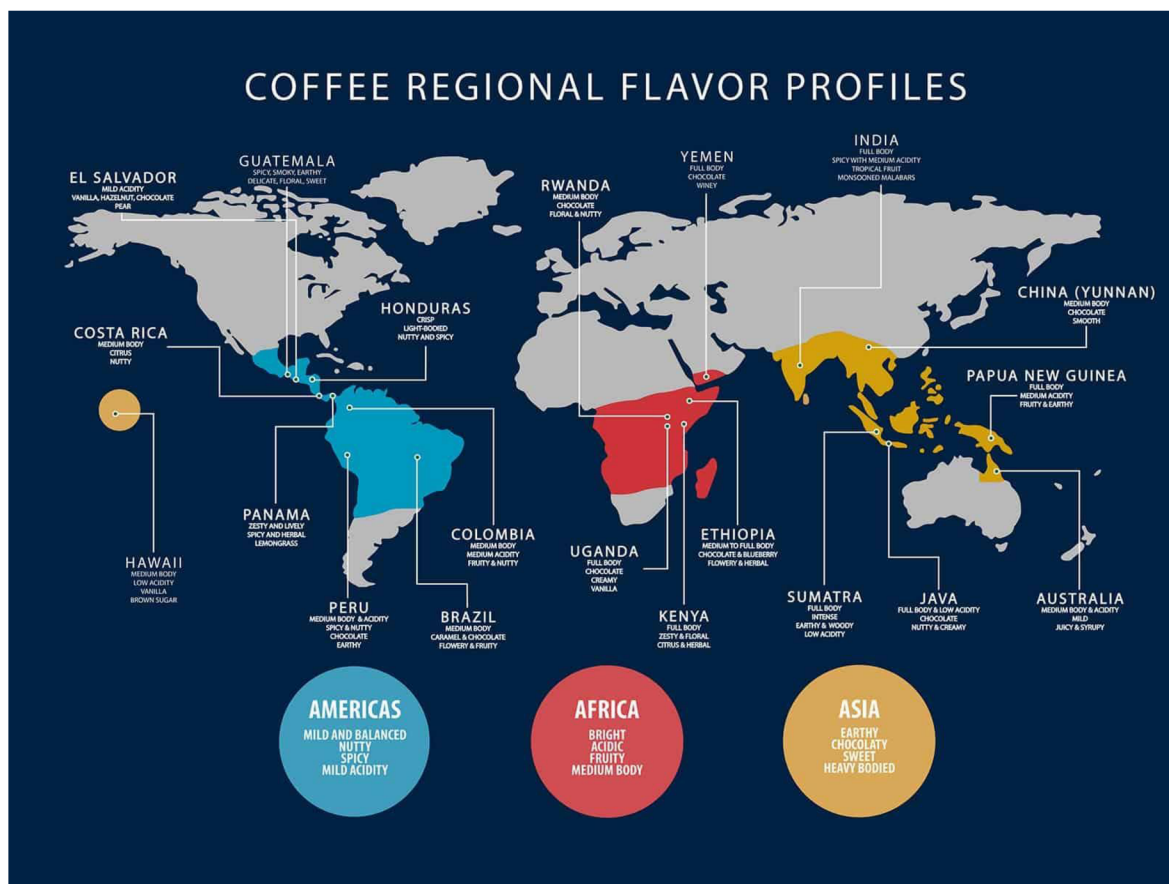 COFFEE REGIONAL FLAVOR PROFILES
EL SALVADOR
MILD ACIDITY
VANILLA, HAZELNUT, CHOCOLATE
PEAR
GUATEMALA
SPICY, SMOKY, EARTHY
DELICATE, FLORAL, SWEET
RWANDA
MEDIUM BODY
CHOCOLATE
FLORAL & NUTTY
YEMEN
FULL BODY
CHOCOLATE
WINEY
INDIA
FULL BODY
SPICY WITH MEDIUM ACIDITY
TROPICAL FRUIT
MONSOONED MALABARS
COSTA RICA
MEDIUM BODY
CITRUS
NUTTY
HONDURAS
CRISP
LIGHT-BODIED
NUTTY AND SPICY
CHINA (YUNNAN)
MEDIUM BODY
CHOCOLATE
SMOOTH
PAPUA NEW GUINEA
FULL BODY
MEDIUM ACIDITY
FRUITY & EARTHY
HAWAII
MEDIUM BODY
LOW ACIDITY
VANILLA
BROWN SUGAR
PANAMA
ZESTY AND LIVELY
SPICY AND HERBAL
LEMONGRASS
PERU
MEDIUM BODY & ACIDITY
SPICY & NUTTY
CHOCOLATE
EARTHY
COLOMBIA
MEDIUM BODY
MEDIUM ACIDITY
FRUITY & NUTTY
BRAZIL
MEDIUM BODY
CARAMEL & CHOCOLATE
FLOWERY & FRUITY
UGANDA
FULL BODY
CHOCOLATE
CREAMY
VANILLA
ETHIOPIA
MEDIUM TO FULL BODY
CHOCOLATE & BLUEBERRY
FLOWERY & HERBAL
KENYA
FULL BODY
ZESTY & FLORAL
CITRUS & HERBAL
SUMATRA
FULL BODY
INTENSE
EARTHY & WOODY
LOW ACIDITY
JAVA
FULL BODY & LOW ACIDITY
CHOCOLATE
NUTTY & CREAMY
AUSTRALIA
MEDIUM BODY & ACIDITY
MILD
JUICY & SYRUPY
AMERICAS
MILD AND BALANCED
NUTTY
SPICY
MILD ACIDITY
AFRICA
BRIGHT
ACIDIC
FRUITY
MEDIUM BODY
ASIA
EARTHY
CHOCOLATY
SWEET
HEAVY BODIED